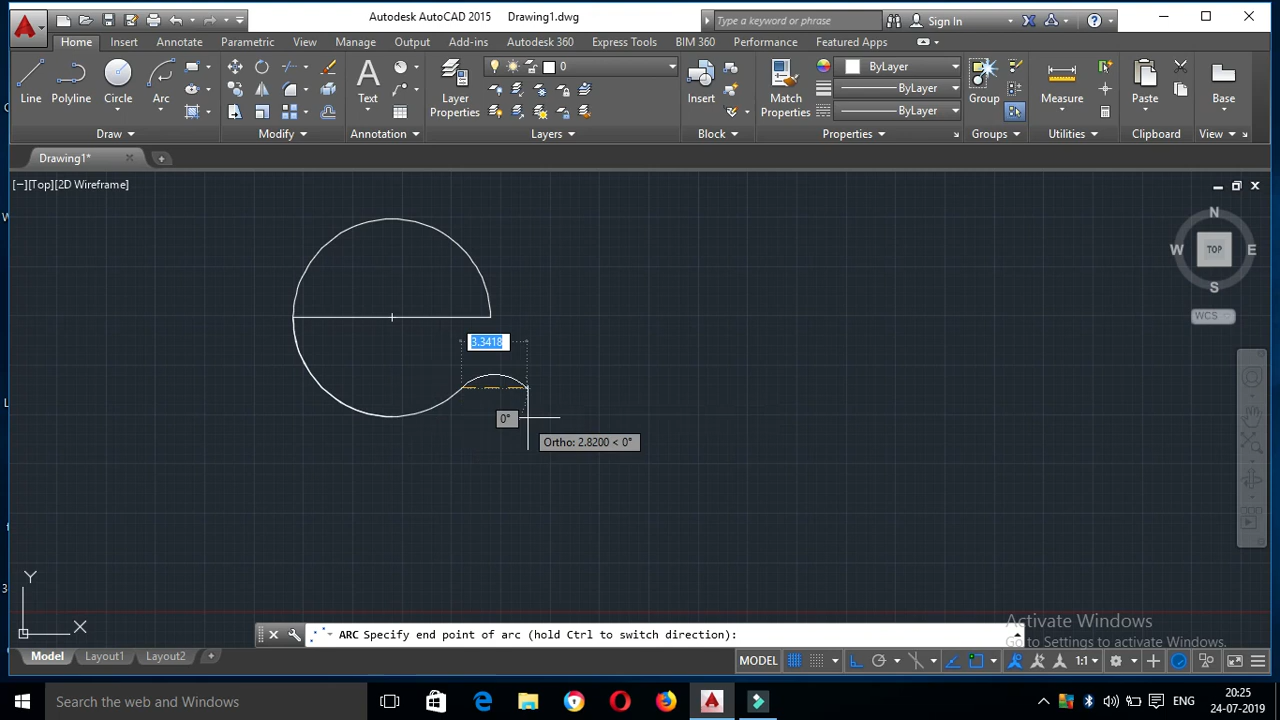 Autodesk AutoCAD 2015 Drawing1.dwg
Type a keyword or phrase
Sign In
Home Insert Annotate Parametric View Manage Output Add-ins Autodesk 360 Express Tools BIM 360 Performance Featured Apps
0
ByLayer
ByLayer
ByLayer
Line Polyline Circle Arc
Text
Layer
Properties
Insert
Match
Properties
Group
Measure
Paste
Base
Draw Modify Annotation Layers Block Properties Groups Utilities Clipboard View
Drawing1*
[−][Top][2D Wireframe]
N
W TOP E
S
WCS
3.3418
0°
Ortho: 2.8200 < 0°
Y
X
Activate Windows
Go to Settings to activate Windows.
ARC Specify end point of arc (hold Ctrl to switch direction):
Model Layout1 Layout2 +
MODEL
1:1
Search the web and Windows
ENG
20:25
24-07-2019